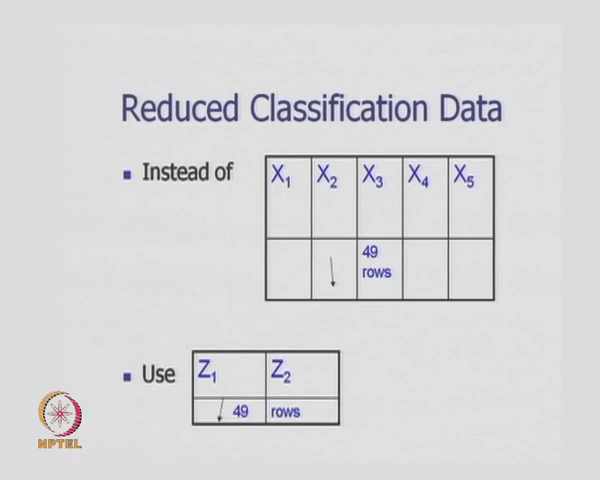 Reduced Classification Data
Instead of
X1 X2 X3 X4 X5
49
rows
Use
Z1 Z2
49 rows
NPTEL